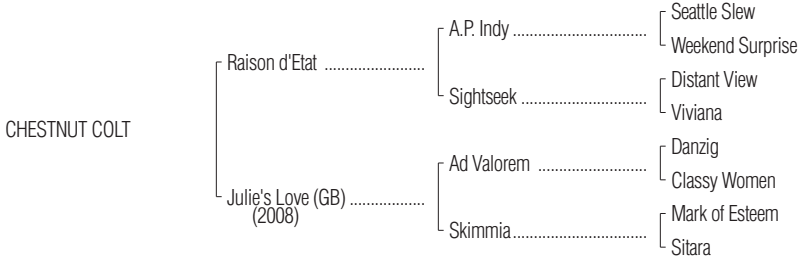 Seattle Slew
A.P. Indy ................................
Weekend Surprise
Raison d'Etat ........................
Distant View
Sightseek ..............................
Viviana
CHESTNUT COLT
Danzig
Ad Valorem ..........................
Classy Women
Julie's Love (GB) ..................
(2008)
Mark of Esteem
Skimmia................................
Sitara